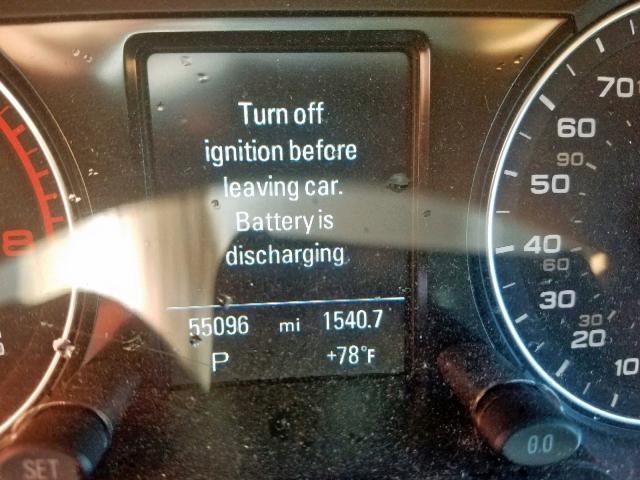 Turn off
ignition before
leaving car.
Battery is
discharging
55096 mi 1540.7
P +78°F
8
70
60
90
50
40
60
30
30
20
10
SET
0.0